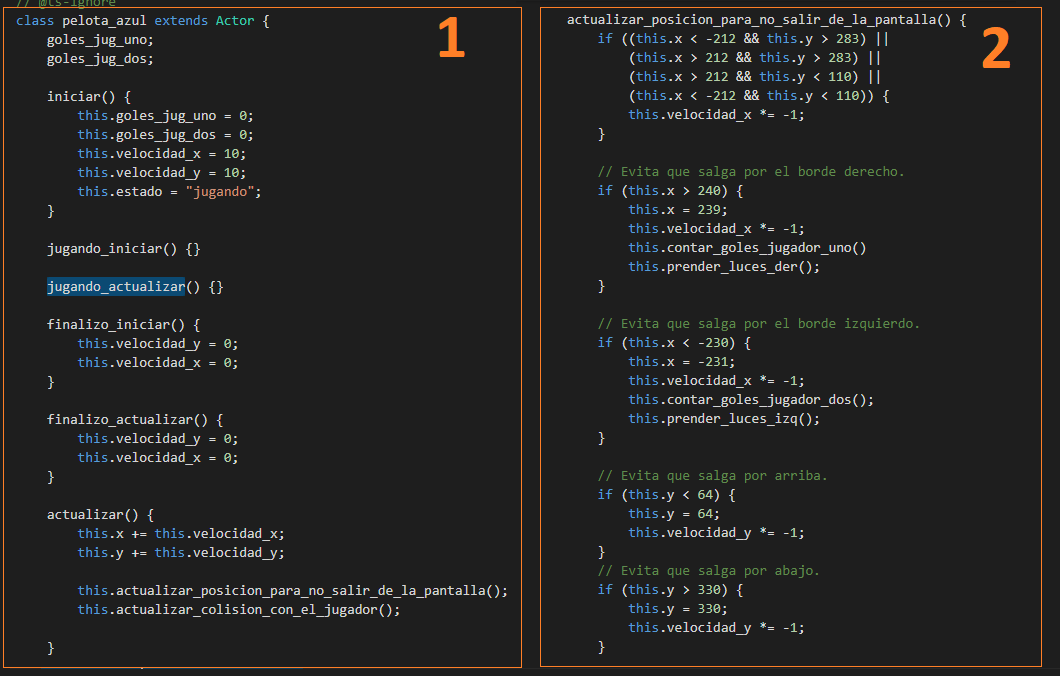 // @ts-ignore
class pelota_azul extends Actor {
    goles_jug_uno;
    goles_jug_dos;

    iniciar() {
        this.goles_jug_uno = 0;
        this.goles_jug_dos = 0;
        this.velocidad_x = 10;
        this.velocidad_y = 10;
        this.estado = "jugando";
    }

    jugando_iniciar() {}

    jugando_actualizar() {}

    finalizo_iniciar() {
        this.velocidad_y = 0;
        this.velocidad_x = 0;
    }

    finalizo_actualizar() {
        this.velocidad_y = 0;
        this.velocidad_x = 0;
    }

    actualizar() {
        this.x += this.velocidad_x;
        this.y += this.velocidad_y;

        this.actualizar_posicion_para_no_salir_de_la_pantalla();
        this.actualizar_colision_con_el_jugador();

    }
1
actualizar_posicion_para_no_salir_de_la_pantalla() {
    if ((this.x < -212 && this.y > 283) ||
        (this.x > 212 && this.y > 283) ||
        (this.x > 212 && this.y < 110) ||
        (this.x < -212 && this.y < 110)) {
        this.velocidad_x *= -1;
    }

    // Evita que salga por el borde derecho.
    if (this.x > 240) {
        this.x = 239;
        this.velocidad_x *= -1;
        this.contar_goles_jugador_uno()
        this.prender_luces_der();
    }

    // Evita que salga por el borde izquierdo.
    if (this.x < -230) {
        this.x = -231;
        this.velocidad_x *= -1;
        this.contar_goles_jugador_dos();
        this.prender_luces_izq();
    }

    // Evita que salga por arriba.
    if (this.y < 64) {
        this.y = 64;
        this.velocidad_y *= -1;
    }
    // Evita que salga por abajo.
    if (this.y > 330) {
        this.y = 330;
        this.velocidad_y *= -1;
    }
2